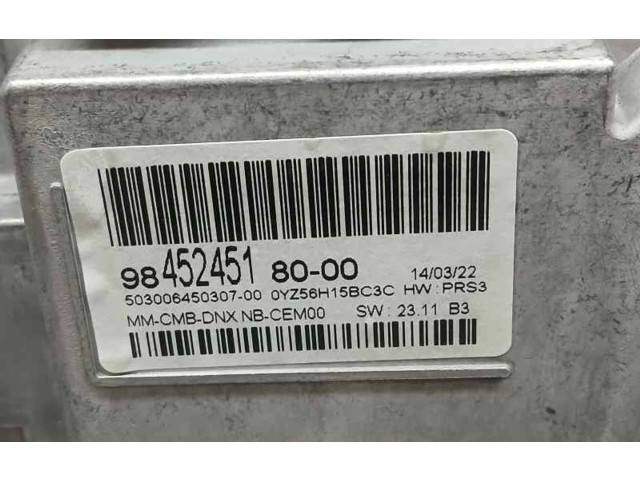 98 452451 80-00 14/03/22
503006450307-00 0YZ56H15BC3C HW : PRS3
MM-CMB-DNX NB-CEM00 SW : 23.11 B3